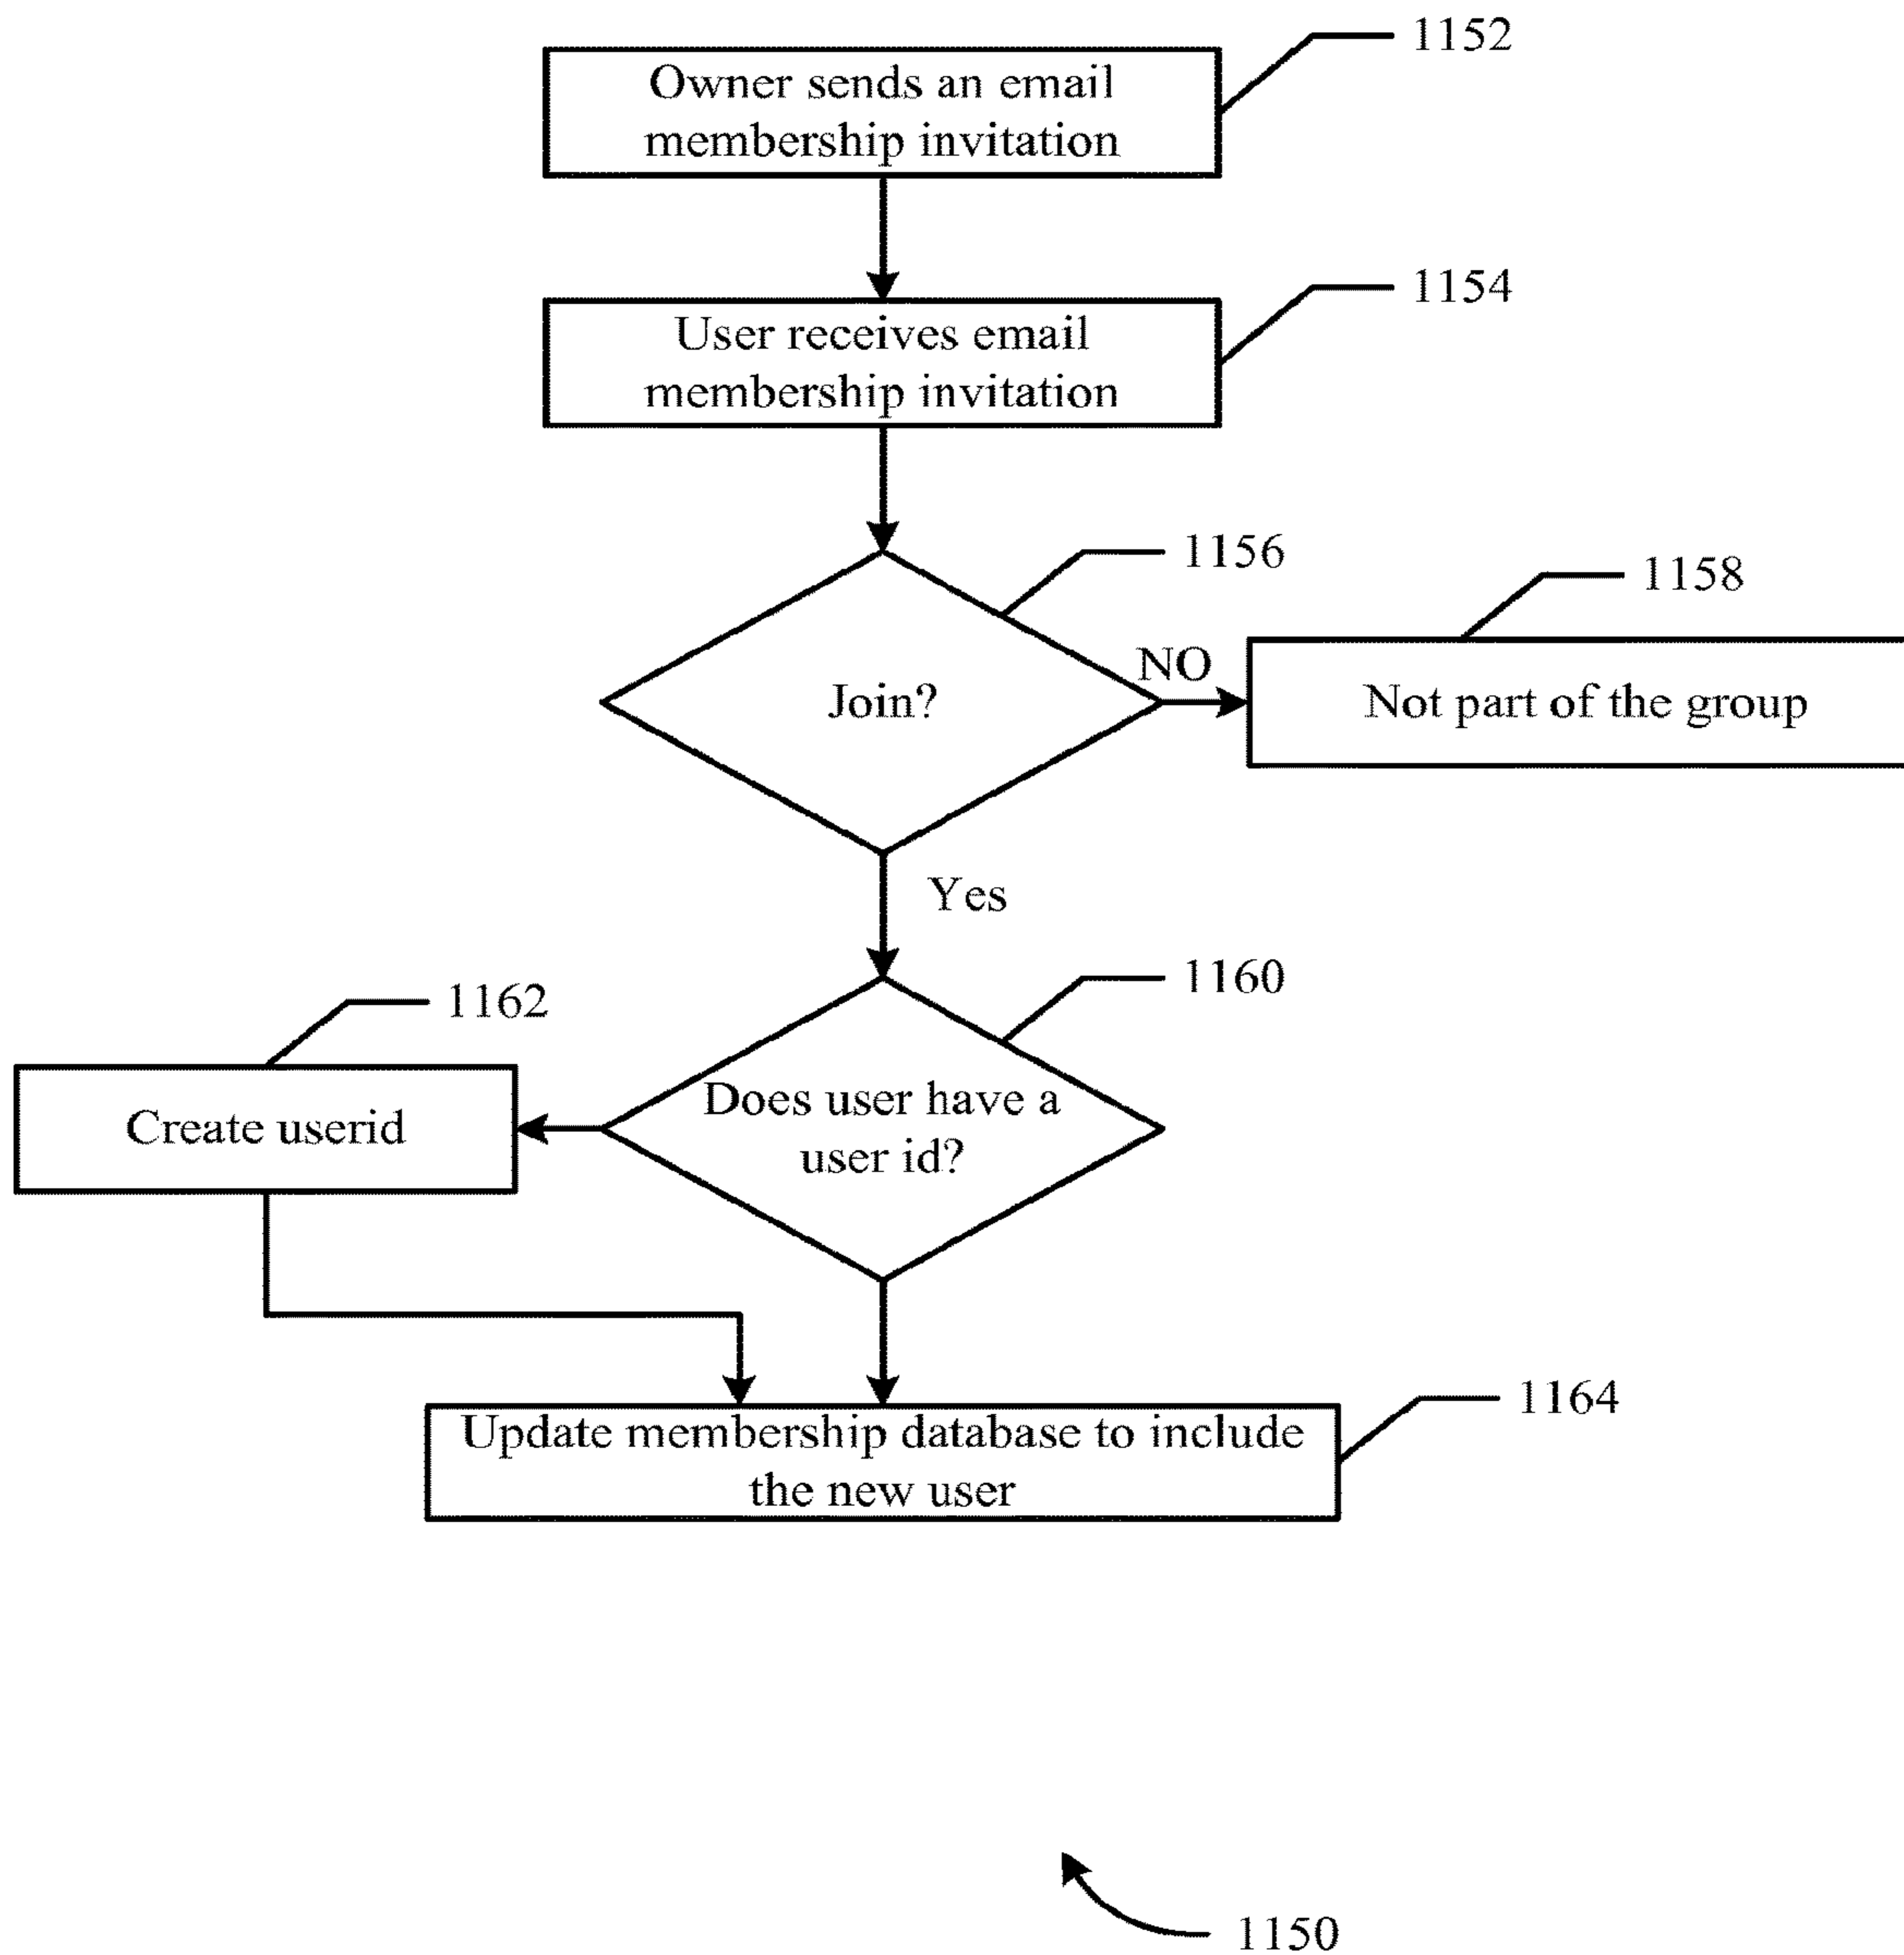 1152
Owner sends an email
membership invitation
1154
User receives email
membership invitation
1156
1158
NO
Join?
Not part of the group
Yes
1160
1162
Does user have a
user id?
Create userid
1164
Update membership database to include
the new user
1150